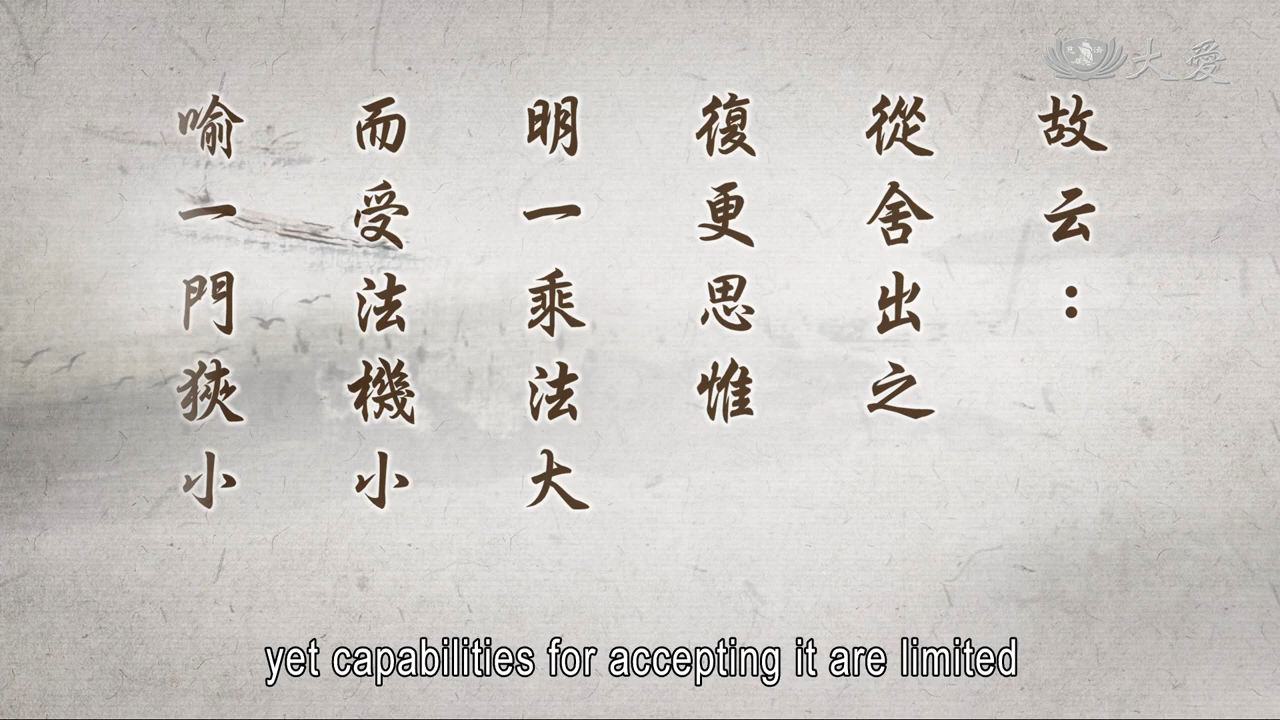 大愛
故云：
從舍出之
復更思惟
明一乘法大
而受法機小
喻一門狹小
yet capabilities for accepting it are limited